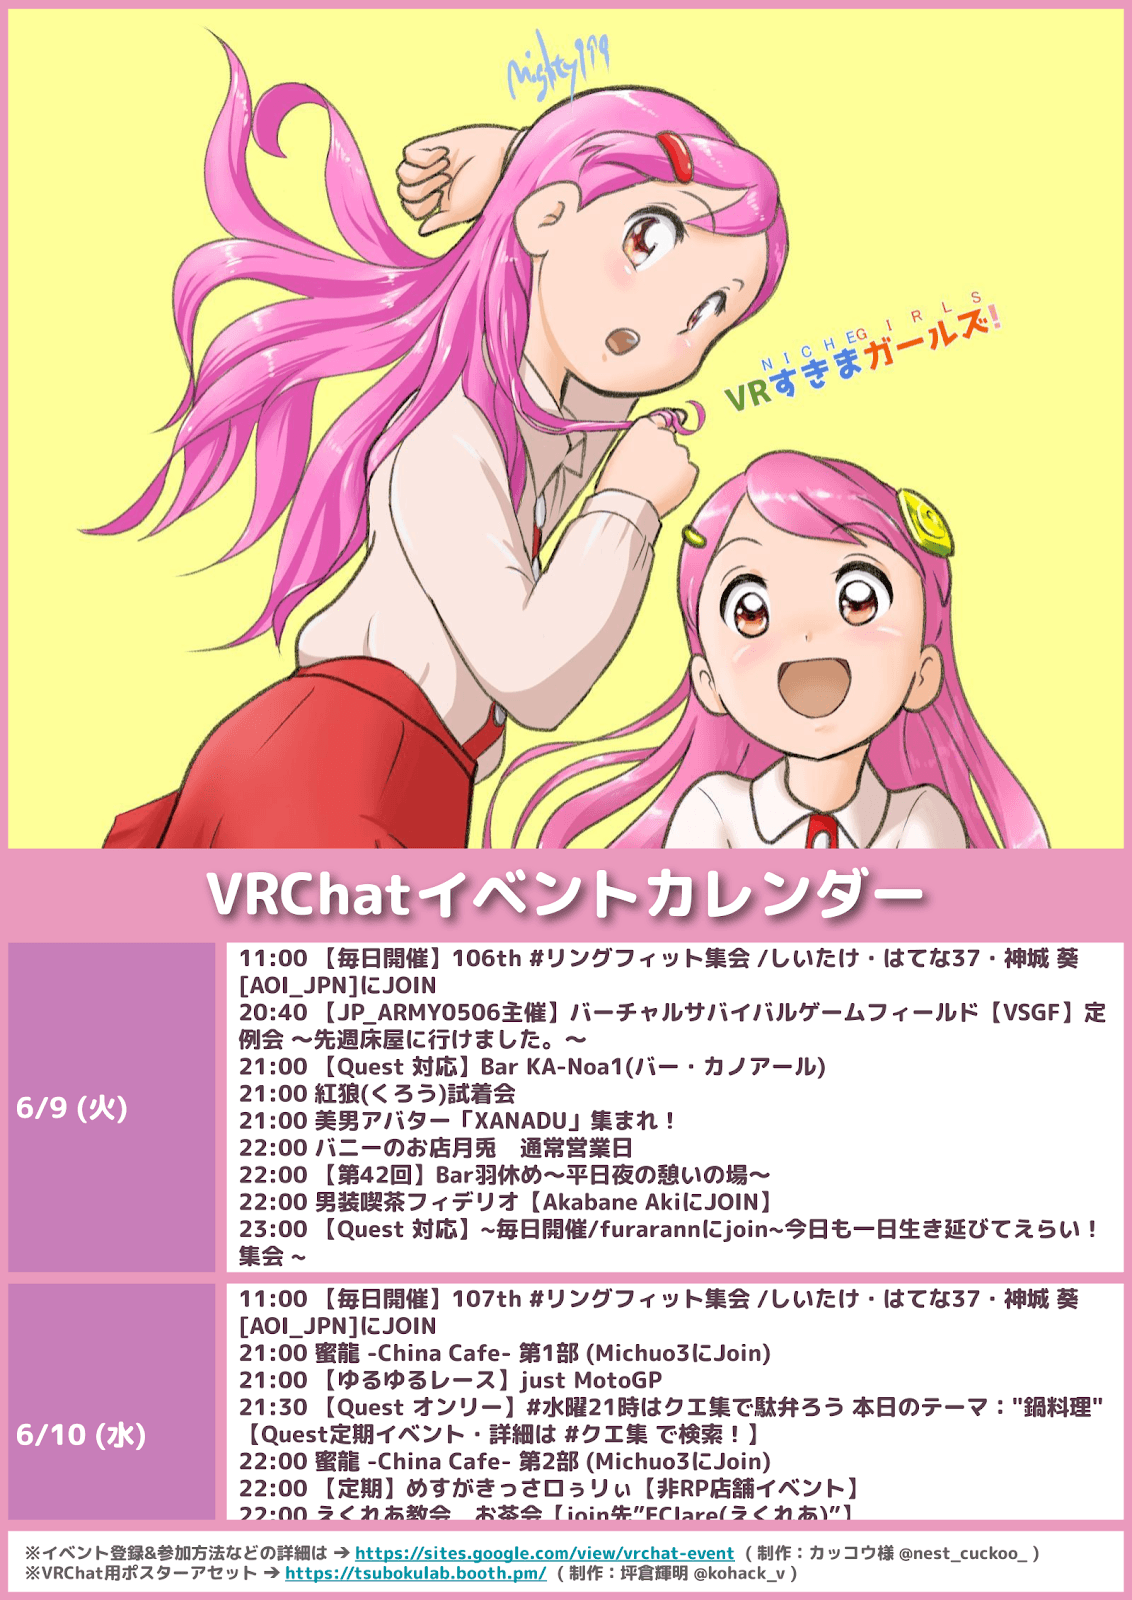 Mighty999
NICHE GIRLS
VRすきまガールズ!
VRChatイベントカレンダー
6/9 (火)
11:00 【毎日開催】106th #リングフィット集会 /しいたけ・はてな37・神城 葵
[AOI_JPN]にJOIN
20:40 【JP_ARMY0506主催】バーチャルサバイバルゲームフィールド【VSGF】定
例会 ～先週床屋に行けました。～
21:00 【Quest 対応】Bar KA-Noa1(バー・カノアール)
21:00 紅狼(くろう)試着会
21:00 美男アバター「XANADU」集まれ！
22:00 バニーのお店月兎　通常営業日
22:00 【第42回】Bar羽休め～平日夜の憩いの場～
22:00 男装喫茶フィデリオ【Akabane AkiにJOIN】
23:00 【Quest 対応】~毎日開催/furarannにjoin~今日も一日生き延びてえらい！
集会 ~
6/10 (水)
11:00 【毎日開催】107th #リングフィット集会 /しいたけ・はてな37・神城 葵
[AOI_JPN]にJOIN
21:00 蜜龍 -China Cafe- 第1部 (Michuo3にJoin)
21:00 【ゆるゆるレース】just MotoGP
21:30 【Quest オンリー】#水曜21時はクエ集で駄弁ろう 本日のテーマ："鍋料理"
【Quest定期イベント・詳細は #クエ集 で検索！】
22:00 蜜龍 -China Cafe- 第2部 (Michuo3にJoin)
22:00 【定期】めすがきっさロぅリぃ【非RP店舗イベント】
22:00 えくれあ教会　お茶会【join先”EClare(えくれあ)”】
※イベント登録&参加方法などの詳細は ➔ https://sites.google.com/view/vrchat-event （ 制作：カッコウ様 @nest_cuckoo_ ）
※VRChat用ポスターアセット ➔ https://tsubokulab.booth.pm/ （ 制作：坪倉輝明 @kohack_v ）